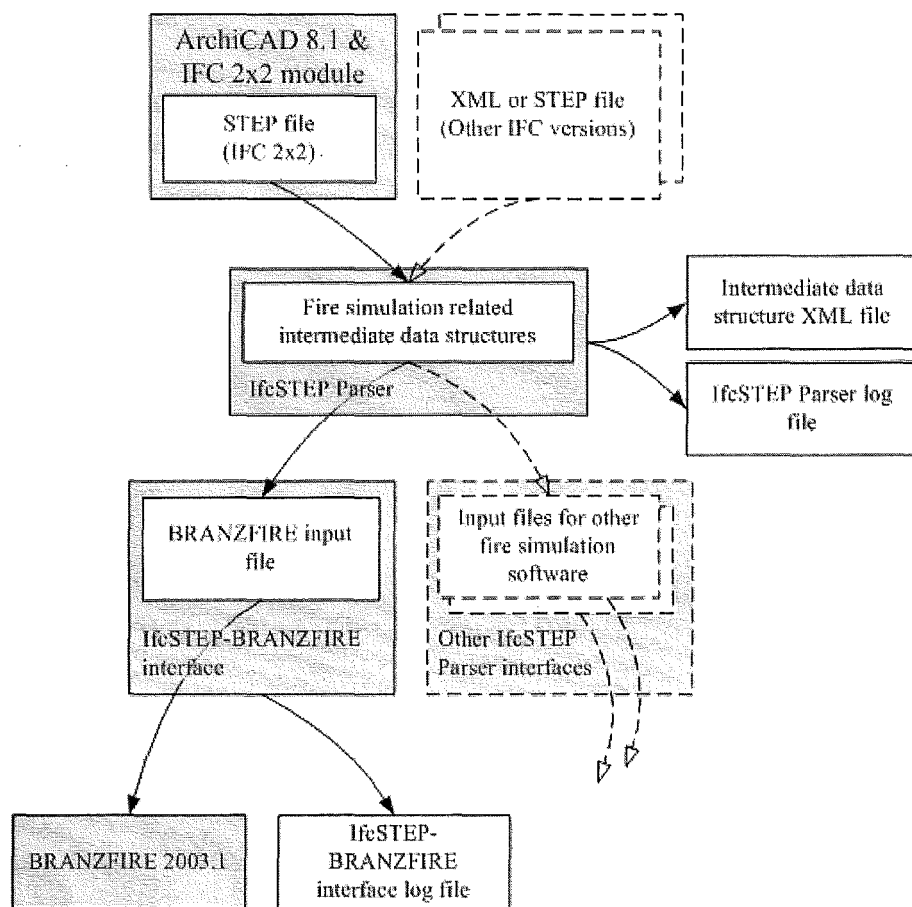 ArchiCAD 8.1 &
IFC 2x2 module
STEP file
(IFC 2x2)
XML or STEP file
(Other IFC versions)
Fire simulation related
intermediate data structures
IfcSTEP Parser
Intermediate data
structure XML file
IfcSTEP Parser log
file
BRANZFIRE input
file
IfcSTEP-BRANZFIRE
interface
Input files for other
fire simulation
software
Other IfcSTEP
Parser interfaces
BRANZFIRE 2003.1
IfcSTEP-
BRANZFIRE
interface log file